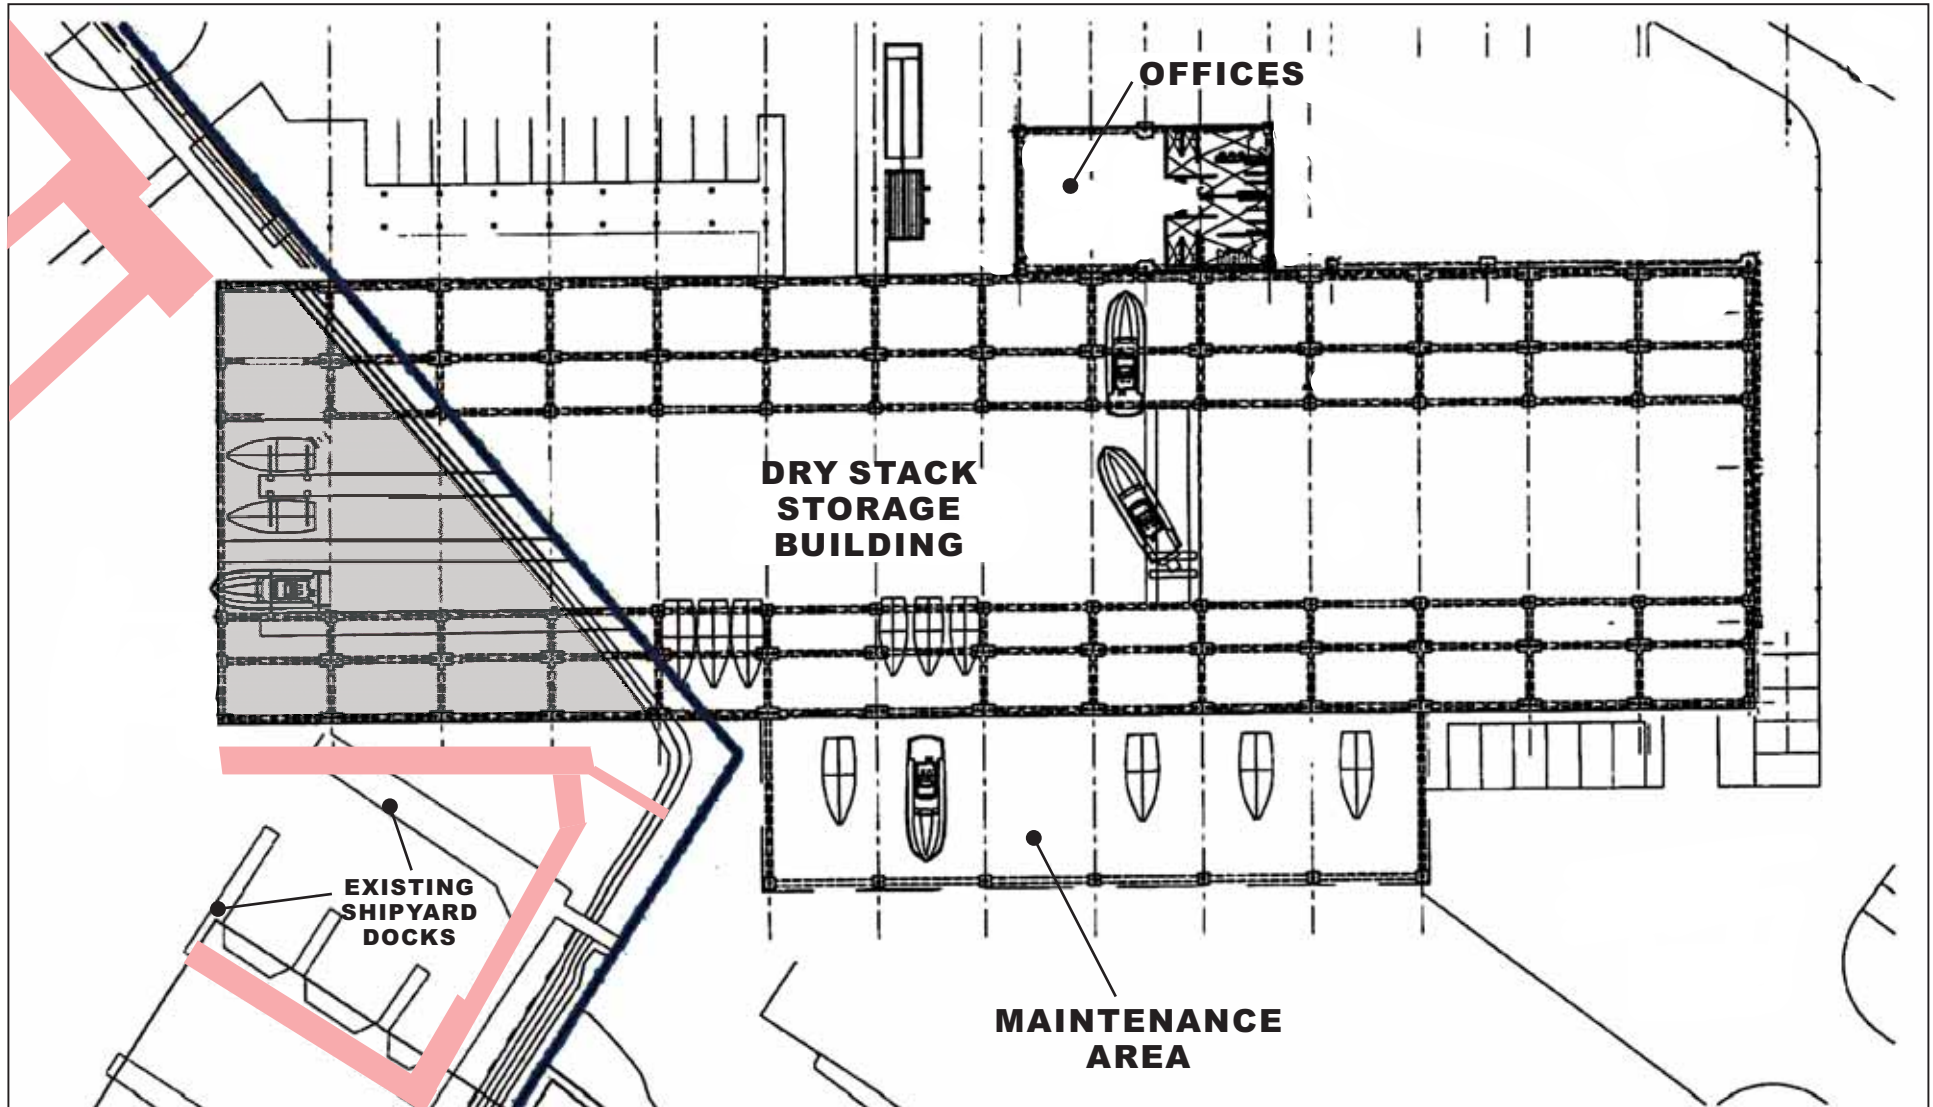 OFFICES
DRY STACK
STORAGE
BUILDING
EXISTING
SHIPYARD
DOCKS
MAINTENANCE
AREA